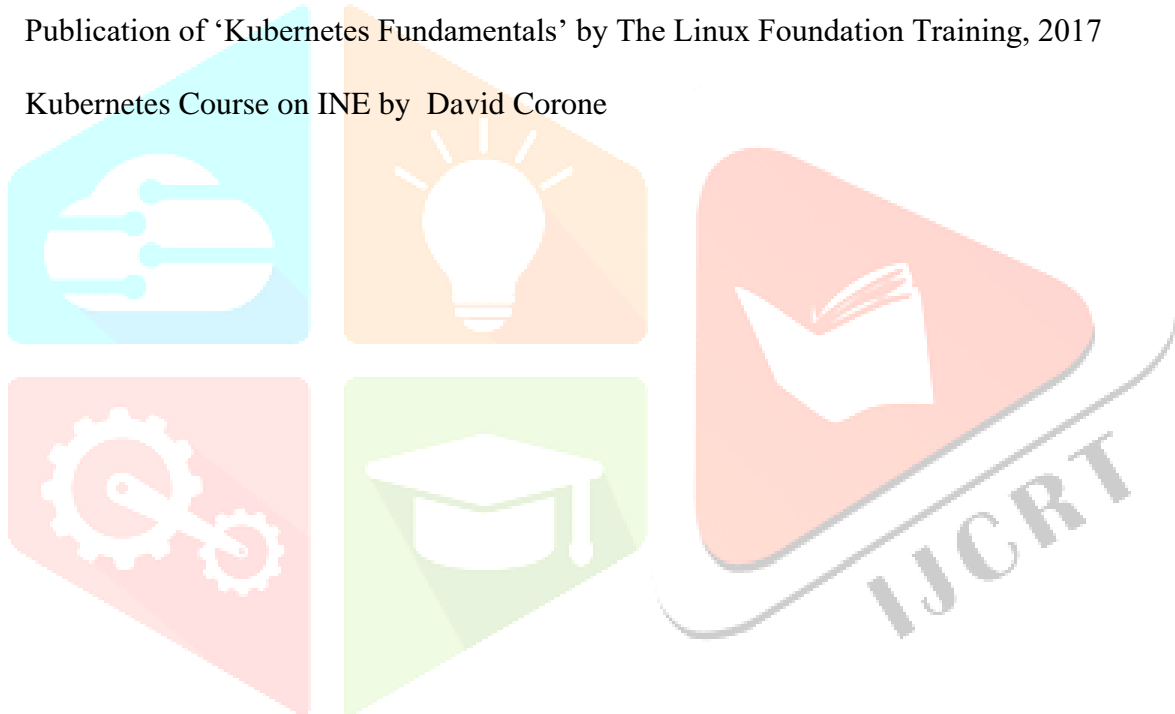 Publication of ‘Kubernetes Fundamentals’ by The Linux Foundation Training, 2017
Kubernetes Course on INE by  David Corone
IJCRT